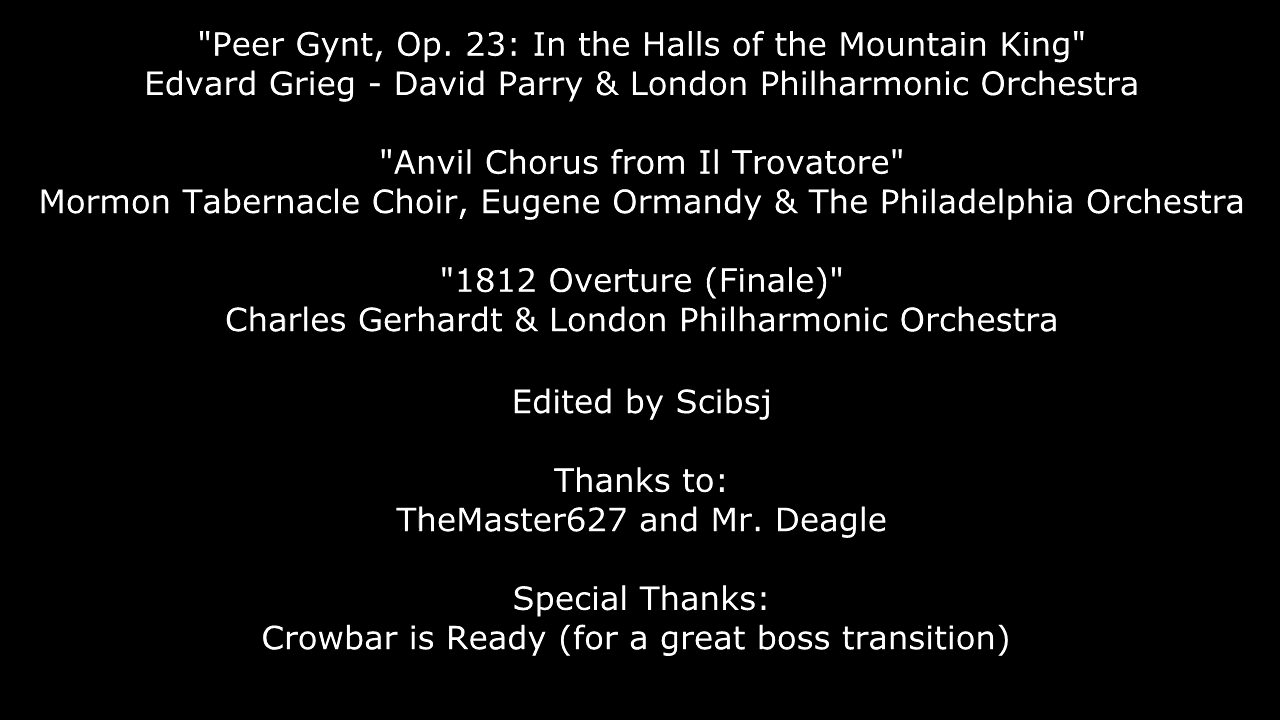 "Peer Gynt, Op. 23: In the Halls of the Mountain King"
Edvard Grieg - David Parry & London Philharmonic Orchestra
"Anvil Chorus from Il Trovatore"
Mormon Tabernacle Choir, Eugene Ormandy & The Philadelphia Orchestra
"1812 Overture (Finale)"
Charles Gerhardt & London Philharmonic Orchestra
Edited by Scibsj
Thanks to:
TheMaster627 and Mr. Deagle
Special Thanks:
Crowbar is Ready (for a great boss transition)